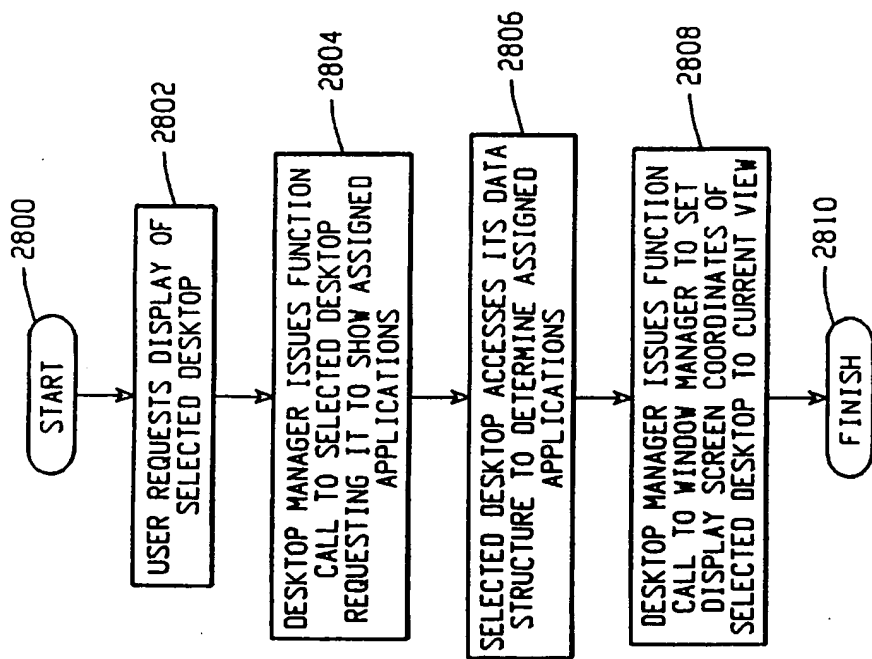 2800
START
2802
USER REQUESTS DISPLAY OF
SELECTED DESKTOP
2804
DESKTOP MANAGER ISSUES FUNCTION
CALL TO SELECTED DESKTOP
REQUESTING IT TO SHOW ASSIGNED
APPLICATIONS
2806
SELECTED DESKTOP ACCESSES ITS DATA
STRUCTURE TO DETERMINE ASSIGNED
APPLICATIONS
2808
DESKTOP MANAGER ISSUES FUNCTION
CALL TO WINDOW MANAGER TO SET
DISPLAY SCREEN COORDINATES OF
SELECTED DESKTOP TO CURRENT VIEW
2810
FINISH